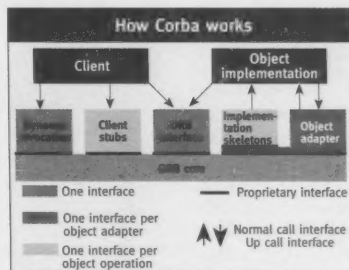 How Corba works
Client
Object
implementation
Dynamic
invocation
Client
stubs
ORB
interface
Implemen-
tation
skeletons
Object
adapter
ORB core
One interface
One interface per
object adapter
One interface per
object operation
Proprietary interface
Normal call interface
Up call interface